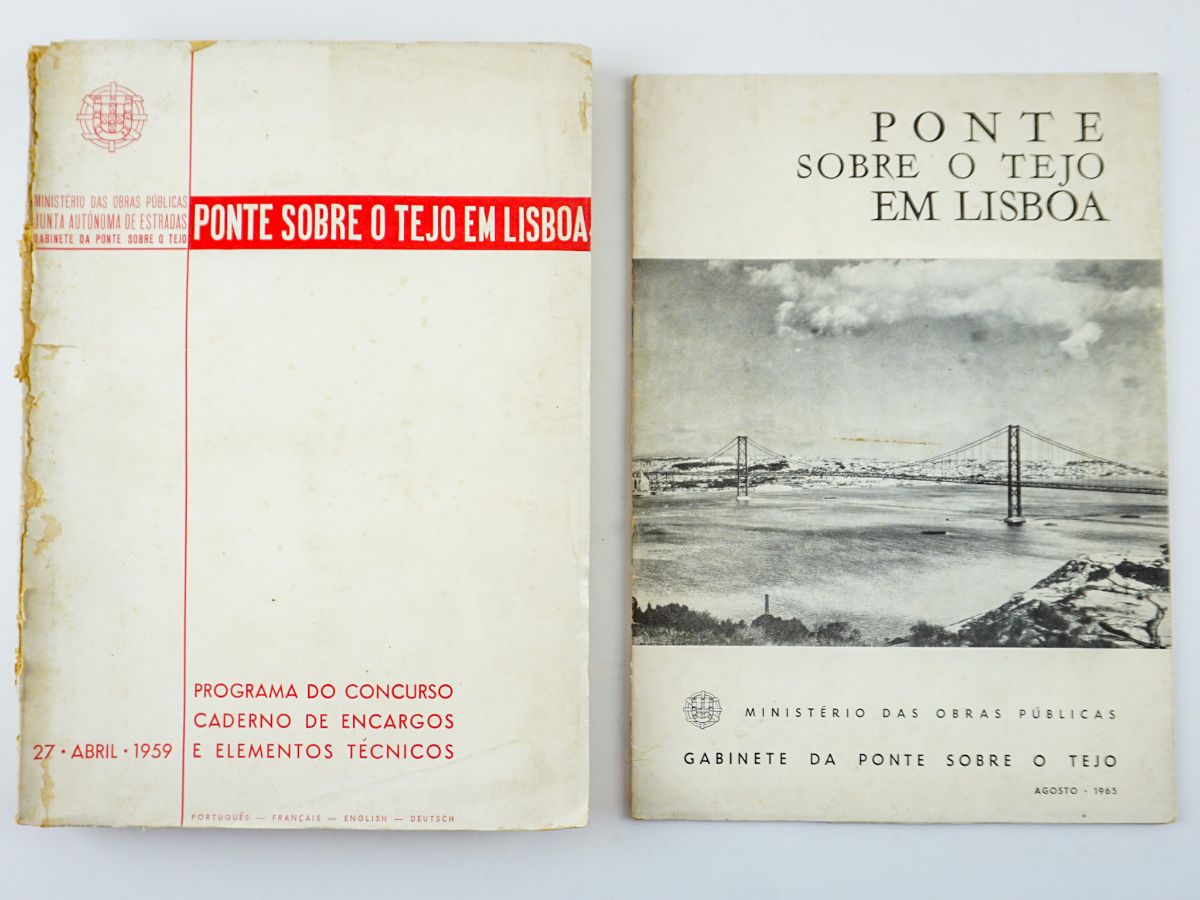 MINISTÉRIO DAS OBRAS PÚBLICAS
JUNTA AUTÓNOMA DE ESTRADAS
GABINETE DA PONTE SOBRE O TEJO
PONTE SOBRE O TEJO EM LISBOA
PROGRAMA DO CONCURSO
CADERNO DE ENCARGOS
E ELEMENTOS TÉCNICOS
27 · ABRIL · 1959
PORTUGUÊS — FRANÇAIS — ENGLISH — DEUTSCH
PONTE
SOBRE O TEJO
EM LISBOA
MINISTÉRIO DAS OBRAS PÚBLICAS
GABINETE DA PONTE SOBRE O TEJO
AGOSTO - 1965